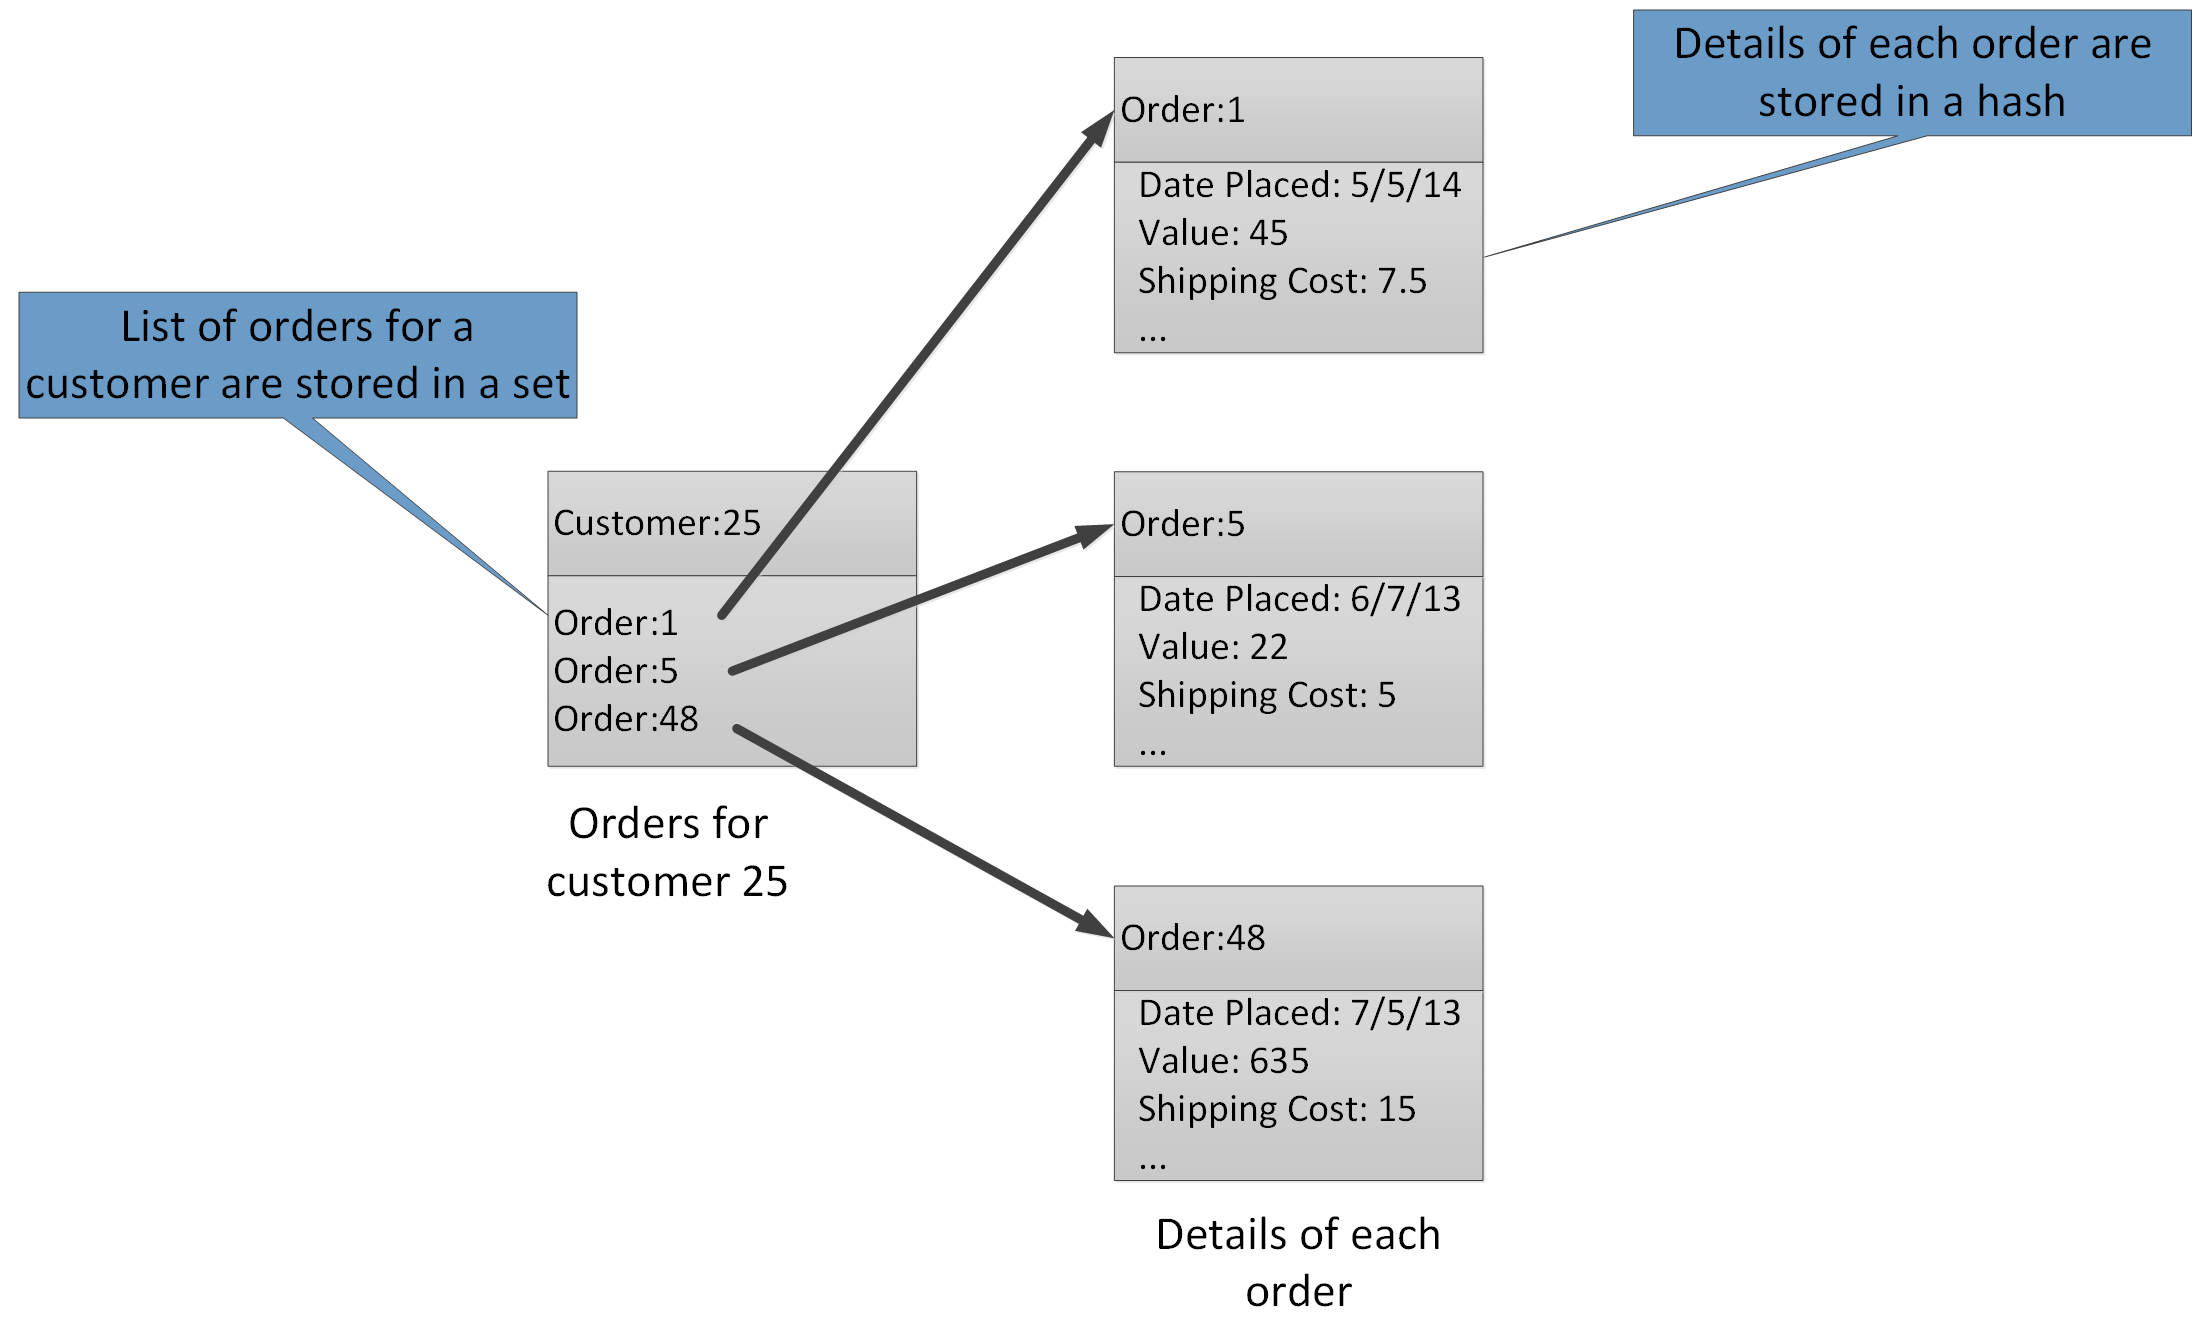 Details of each order are
stored in a hash
List of orders for a
customer are stored in a set
Customer:25
Order:1
Order:5
Order:48
Orders for
customer 25
Order:1
Date Placed: 5/5/14
Value: 45
Shipping Cost: 7.5
...
Order:5
Date Placed: 6/7/13
Value: 22
Shipping Cost: 5
...
Order:48
Date Placed: 7/5/13
Value: 635
Shipping Cost: 15
...
Details of each
order